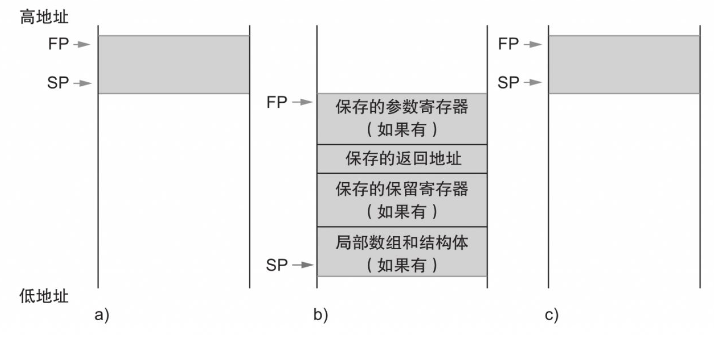 高地址
FP
SP
FP
保存的参数寄存器
（如果有）
保存的返回地址
保存的保留寄存器
（如果有）
局部数组和结构体
（如果有）
SP
FP
SP
低地址
a)
b)
c)